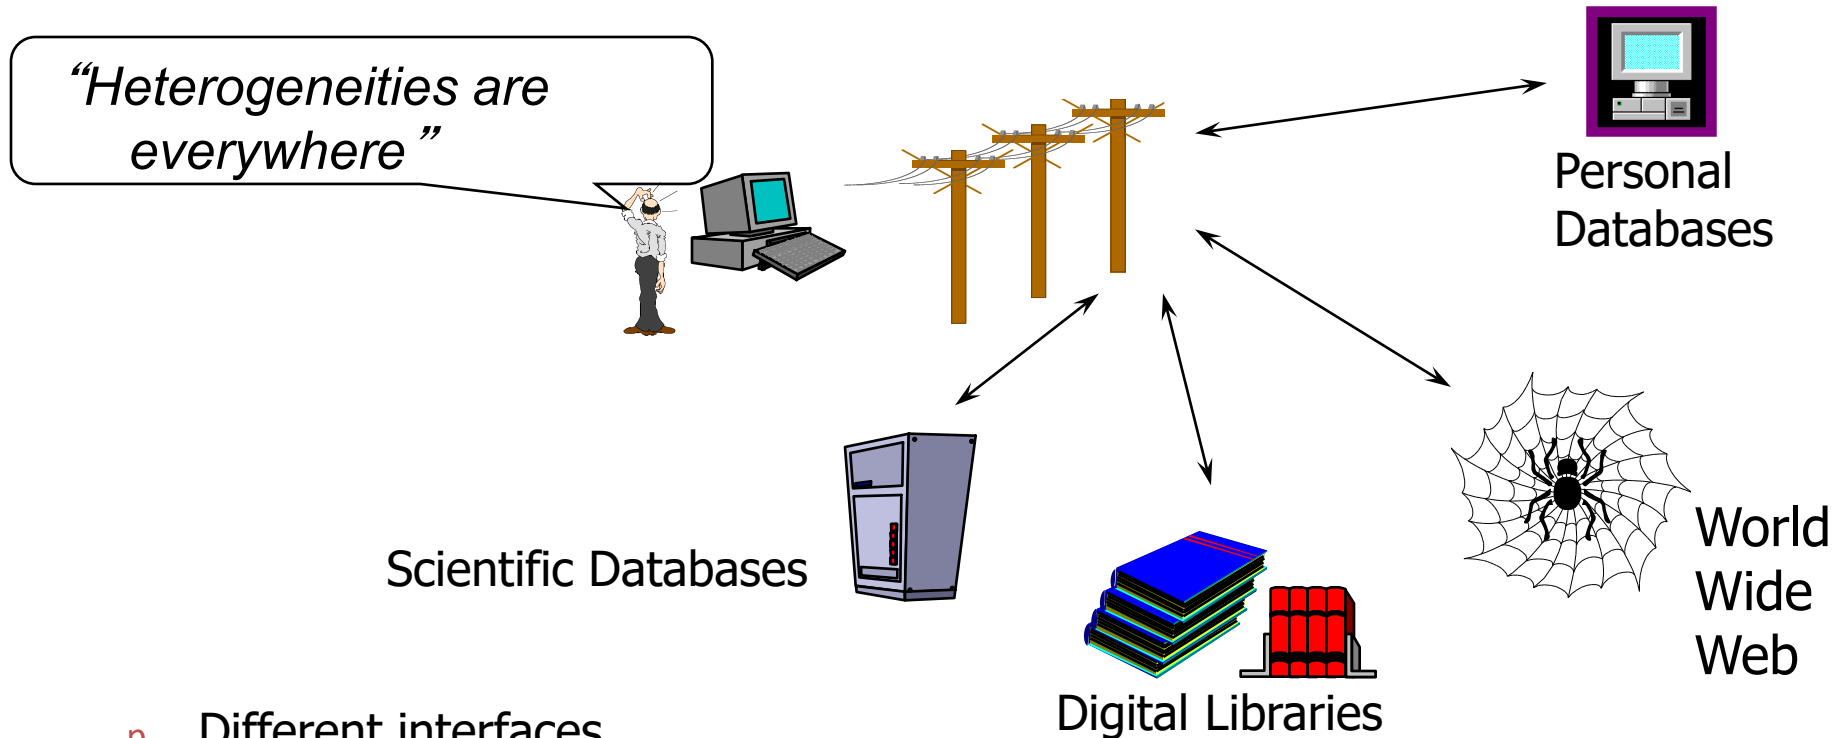 “Heterogeneities are
everywhere”
Personal
Databases
Scientific Databases
World
Wide
Web
Digital Libraries
n Different interfaces